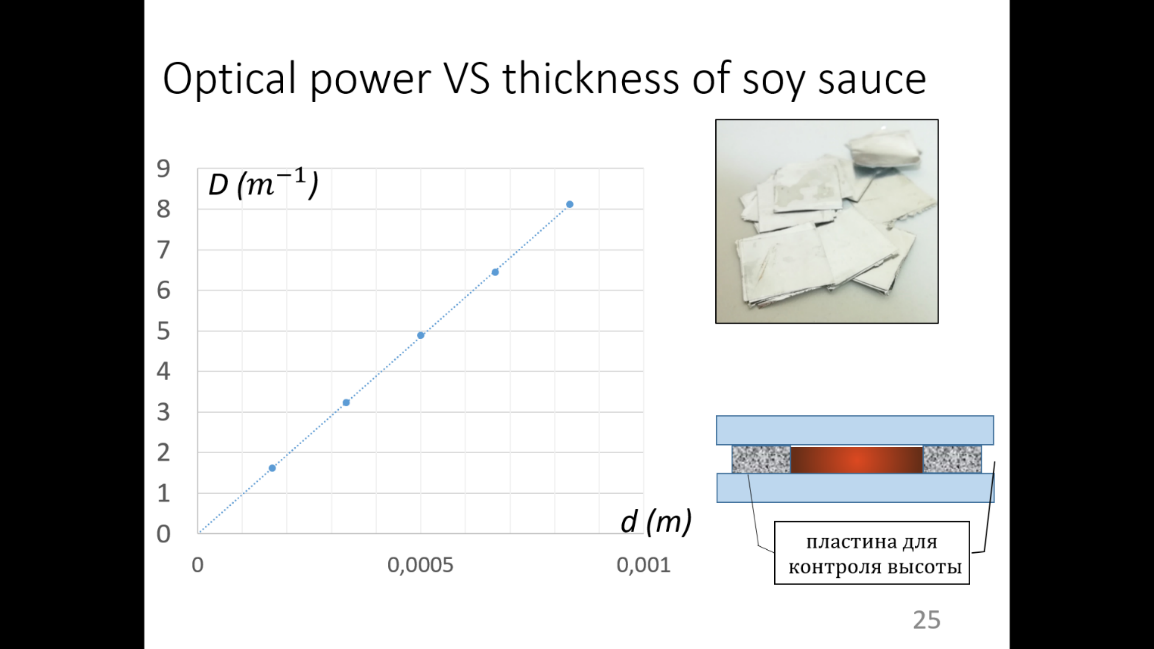 Optical power VS thickness of soy sauce
9
D (m⁻¹)
8
7
6
5
4
3
2
1
0
d (m)
0
0,0005
0,001
пластина для
контроля высоты
25